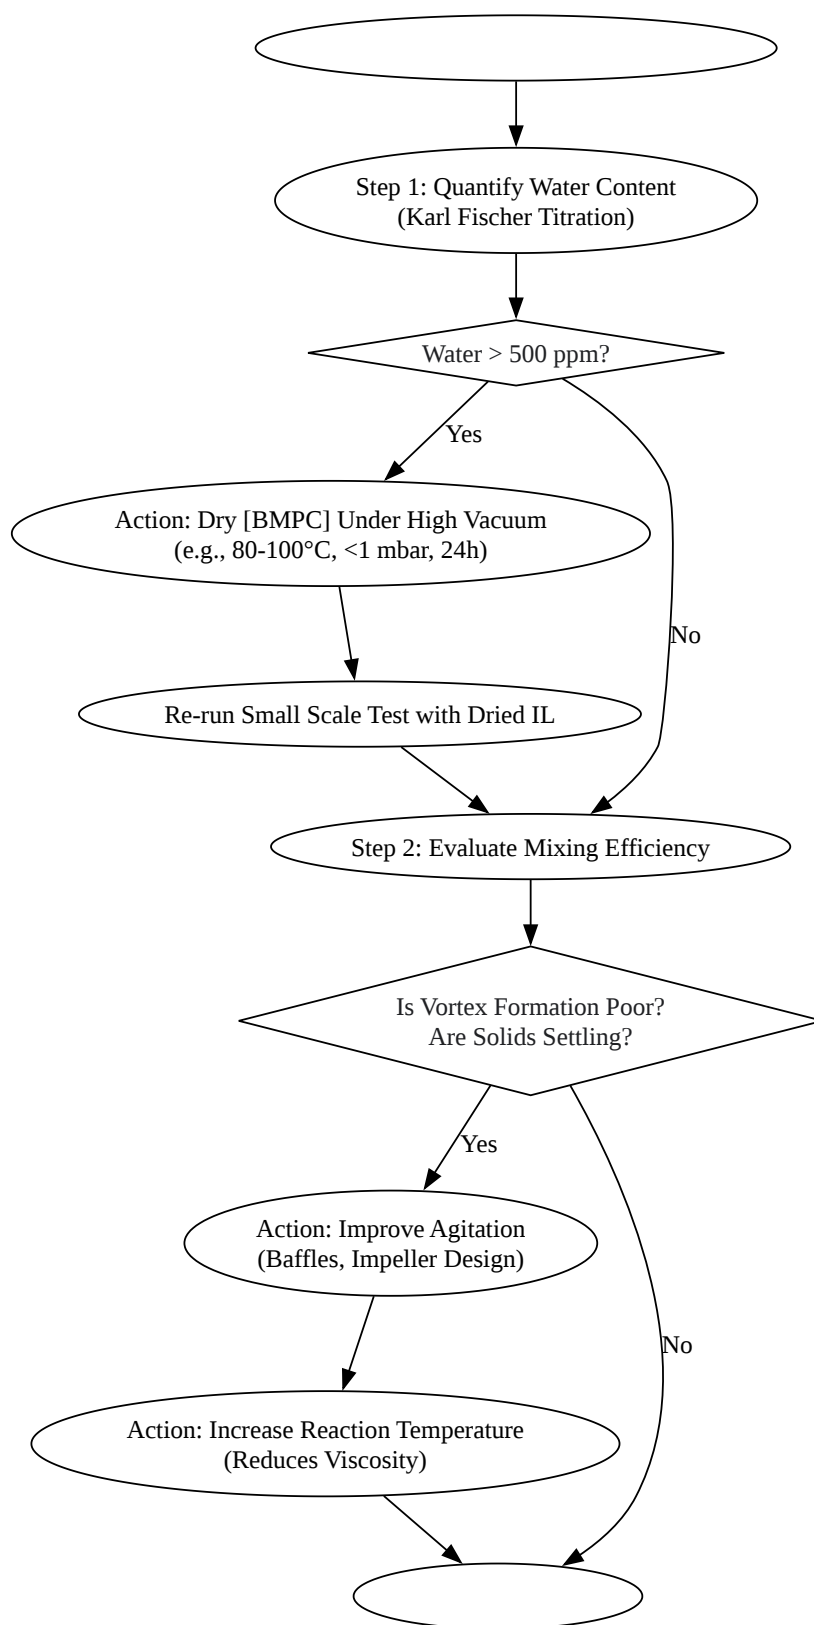 Step 1: Quantify Water Content
(Karl Fischer Titration)
Water > 500 ppm?
Yes
Action: Dry [BMPC] Under High Vacuum
(e.g., 80-100°C, <1 mbar, 24h)
No
Re-run Small Scale Test with Dried IL
Step 2: Evaluate Mixing Efficiency
Is Vortex Formation Poor?
Are Solids Settling?
Yes
Action: Improve Agitation
(Baffles, Impeller Design)
No
Action: Increase Reaction Temperature
(Reduces Viscosity)